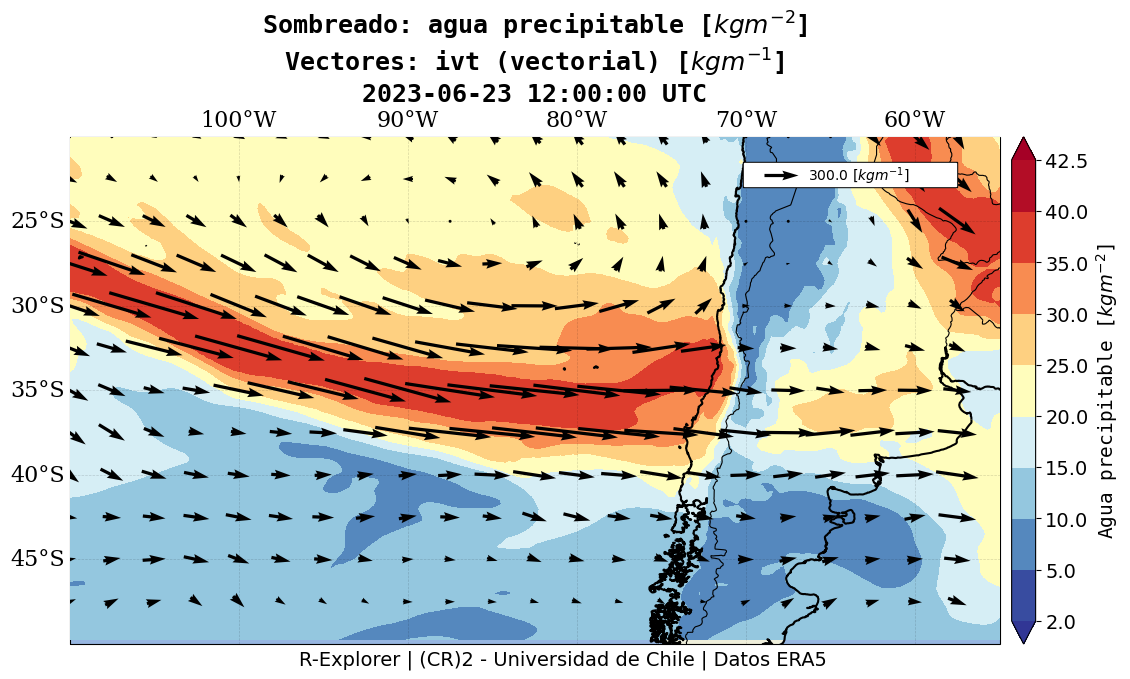 Sombreado: agua precipitable [kgm⁻²]
Vectores: ivt (vectorial) [kgm⁻¹]
2023-06-23 12:00:00 UTC
100°W 90°W 80°W 70°W 60°W
300.0 [kgm⁻¹]
25°S
30°S
35°S
40°S
45°S
42.5
40.0
35.0
30.0
25.0
20.0
15.0
10.0
5.0
2.0
Agua precipitable [kgm⁻²]
R-Explorer | (CR)2 - Universidad de Chile | Datos ERA5